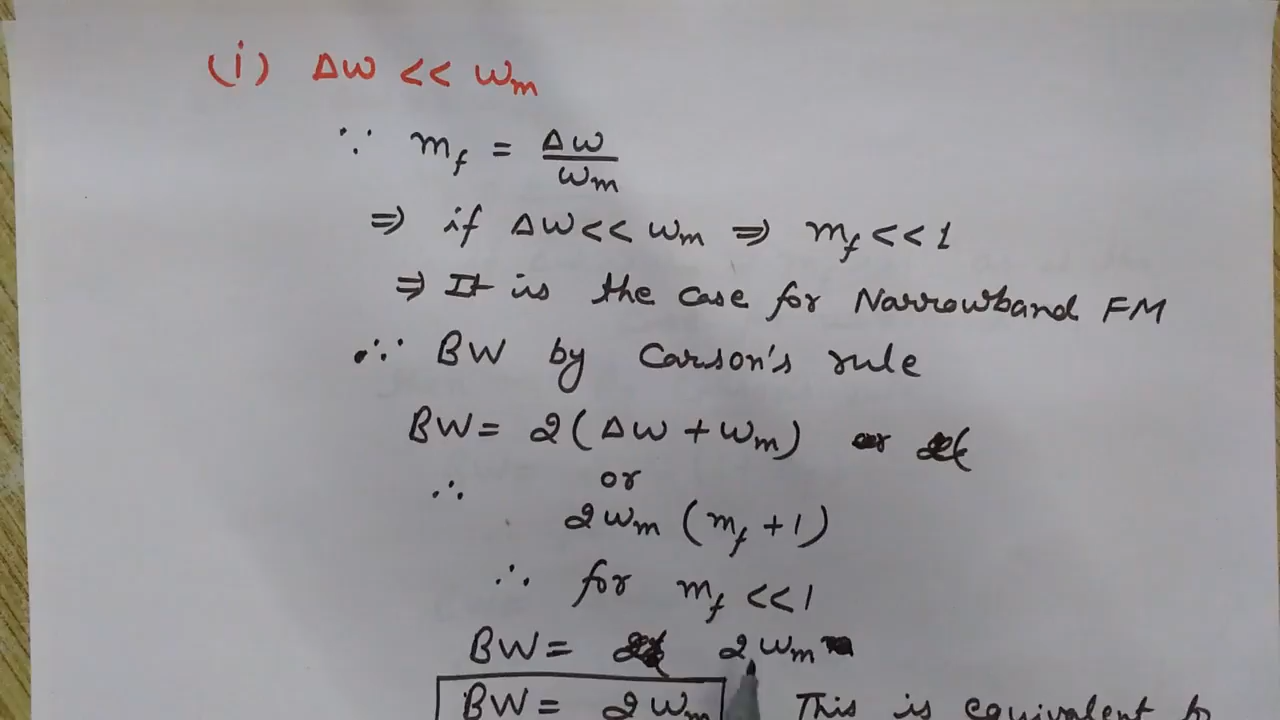 (i) Δω << ωm
∵ mf = Δω/ωm
⇒ if Δω << ωm ⇒ mf << 1
⇒ It is the case for Narrowband FM
∴ BW by Carson's rule
BW = 2(Δω + ωm) or
∴ or
2ωm (mf + 1)
∴ for mf << 1
BW = 2ωm
BW = 2ωm This is equivalent